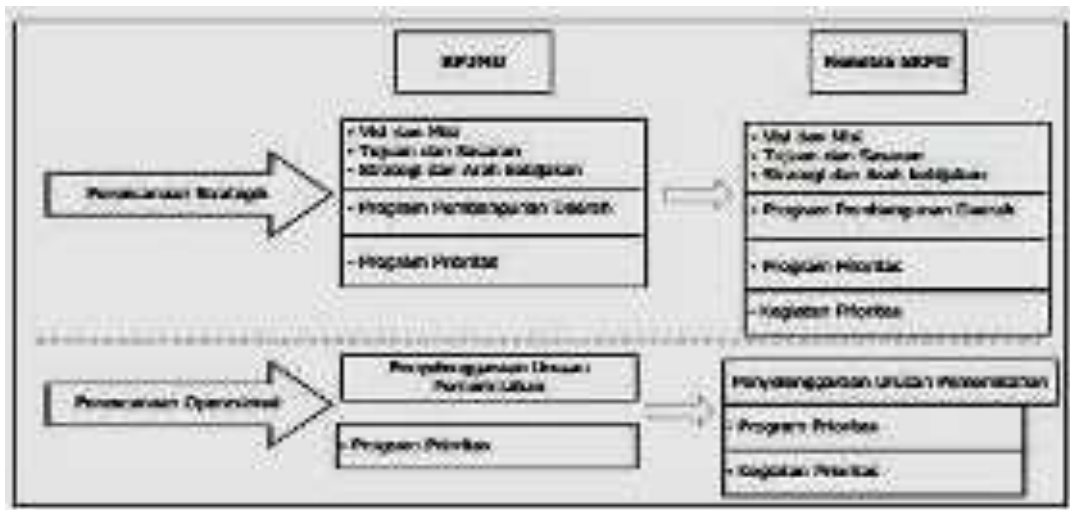 RPJMD
Renstra SKPD
- Visi dan Misi
- Tujuan dan Sasaran
- Strategi dan Arah Kebijakan
- Program Pembangunan Daerah
- Program Prioritas
- Visi dan Misi
- Tujuan dan Sasaran
- Strategi dan Arah Kebijakan
- Program Pembangunan Daerah
- Program Prioritas
- Kegiatan Prioritas
Perencanaan Strategik
Penyelenggaraan Urusan
Pemerintahan
- Program Prioritas
Penyelenggaraan Urusan Pemerintahan
- Program Prioritas
- Kegiatan Prioritas
Perencanaan Operasional